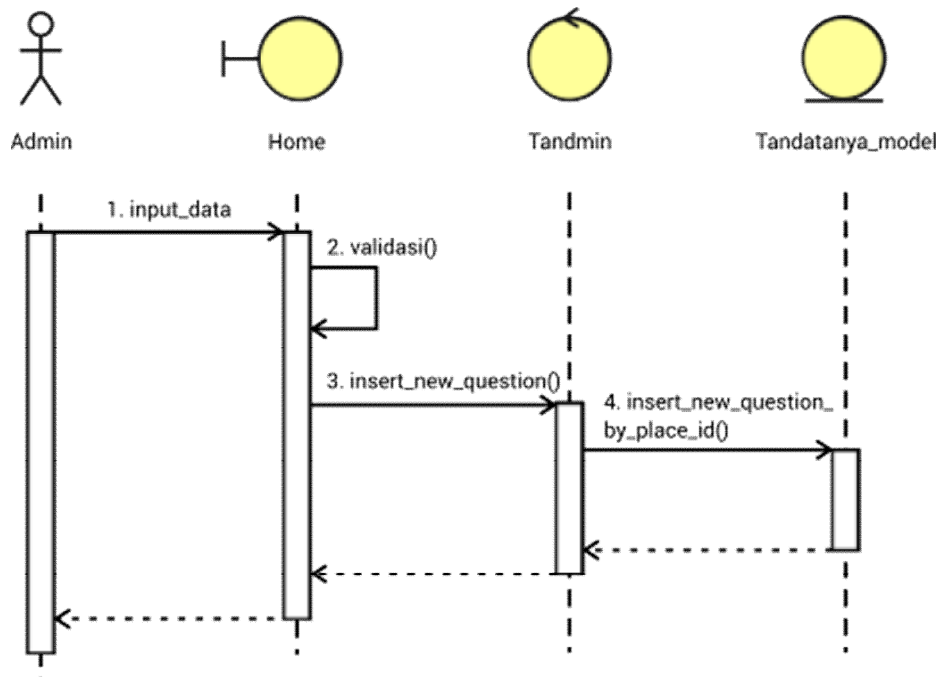 Admin
Home
Tandmin
Tandatanya_model
1. input_data
2. validasi()
3. insert_new_question()
4. insert_new_question_
by_place_id()